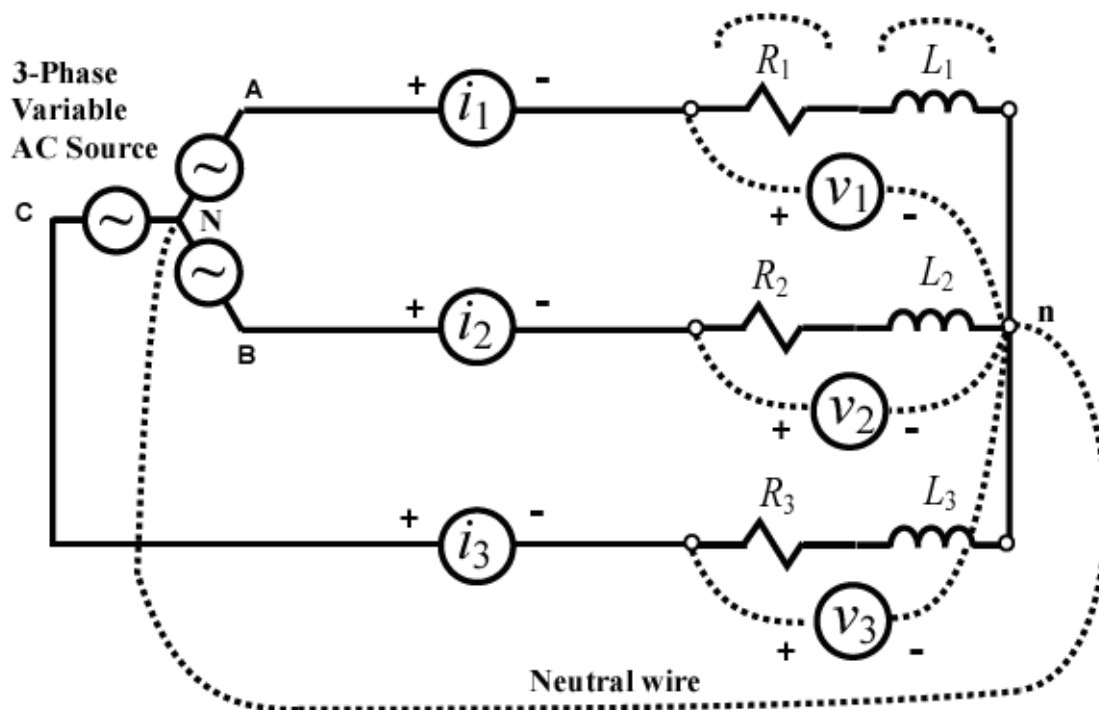 3-Phase
Variable
AC Source
A
+
i1
-
R1
L1
C
~
~
N
~
+
v1
-
B
+
i2
-
R2
L2
n
+
v2
-
+
i3
-
R3
L3
+
v3
-
Neutral wire